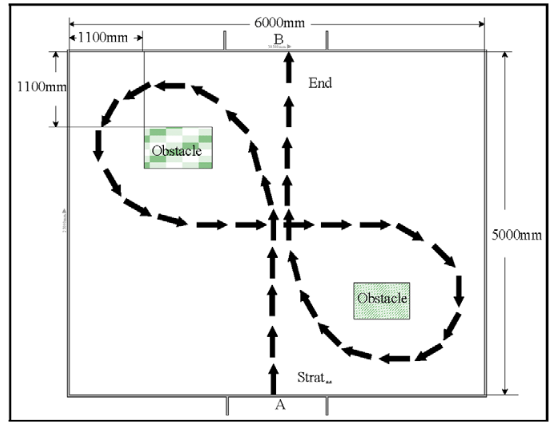 6000mm
1100mm
B
1100mm
End
Obstacle
5000mm
Obstacle
Strat
A